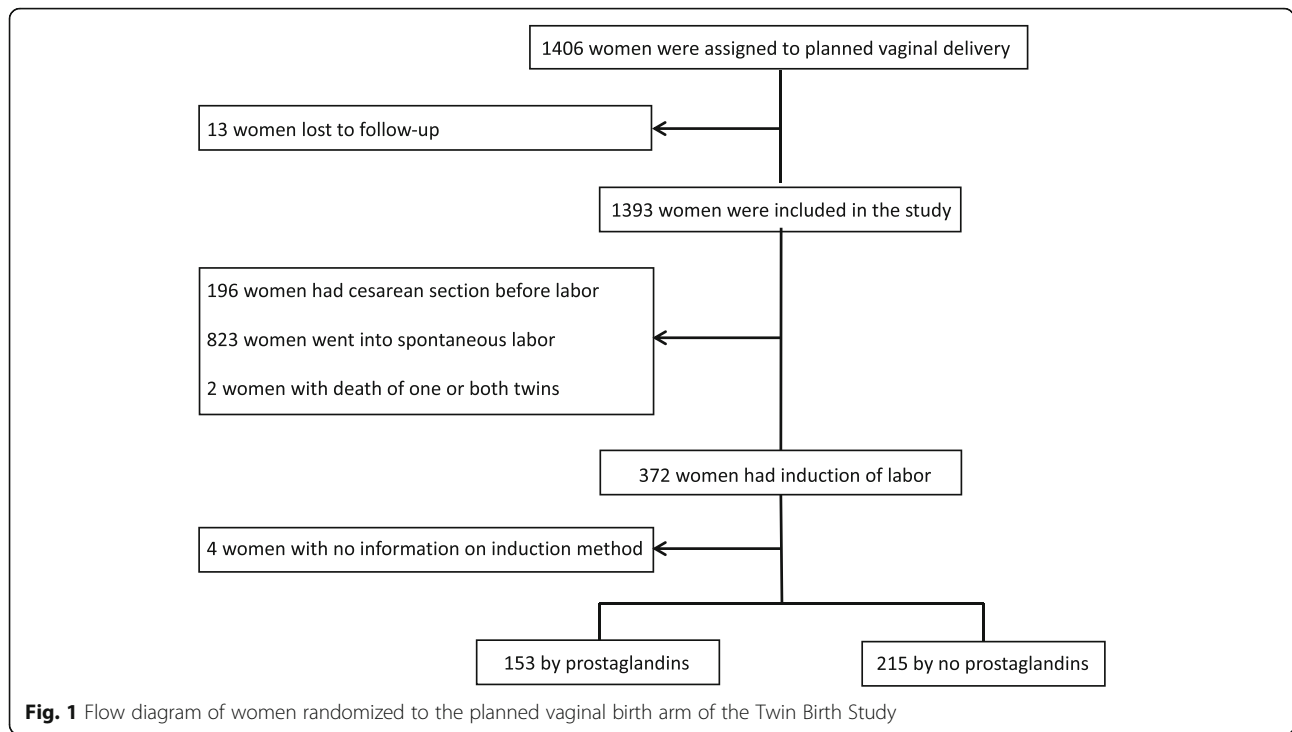 1406 women were assigned to planned vaginal delivery
13 women lost to follow-up
1393 women were included in the study
196 women had cesarean section before labor
823 women went into spontaneous labor
2 women with death of one or both twins
372 women had induction of labor
4 women with no information on induction method
153 by prostaglandins
215 by no prostaglandins
Fig. 1 Flow diagram of women randomized to the planned vaginal birth arm of the Twin Birth Study